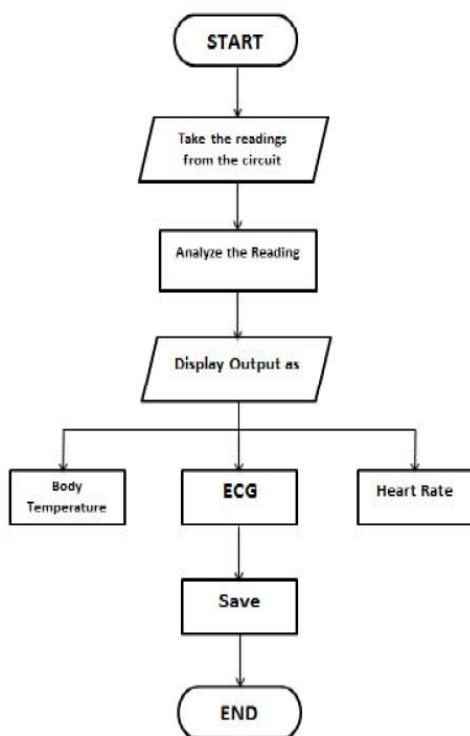 START
Take the readings
from the circuit
Analyze the Reading
Display Output as
Body
Temperature
ECG
Heart Rate
Save
END